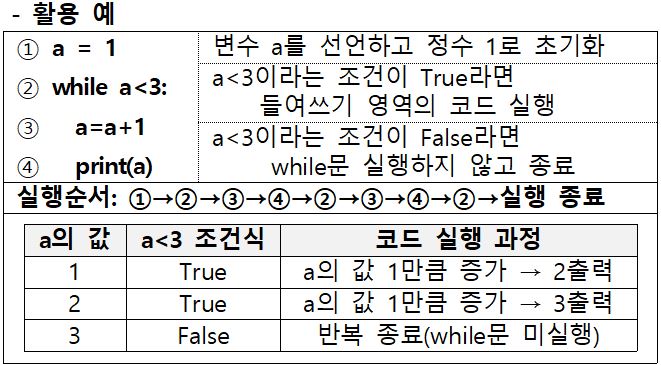 - 활용 예
① a = 1
변수 a를 선언하고 정수 1로 초기화
② while a<3:
a<3이라는 조건이 True라면
들여쓰기 영역의 코드 실행
③ a=a+1
a<3이라는 조건이 False라면
④ print(a)
while문 실행하지 않고 종료
실행순서: ①→②→③→④→②→③→④→②→실행 종료
a의 값 a<3 조건식 코드 실행 과정
1 True a의 값 1만큼 증가 → 2출력
2 True a의 값 1만큼 증가 → 3출력
3 False 반복 종료(while문 미실행)